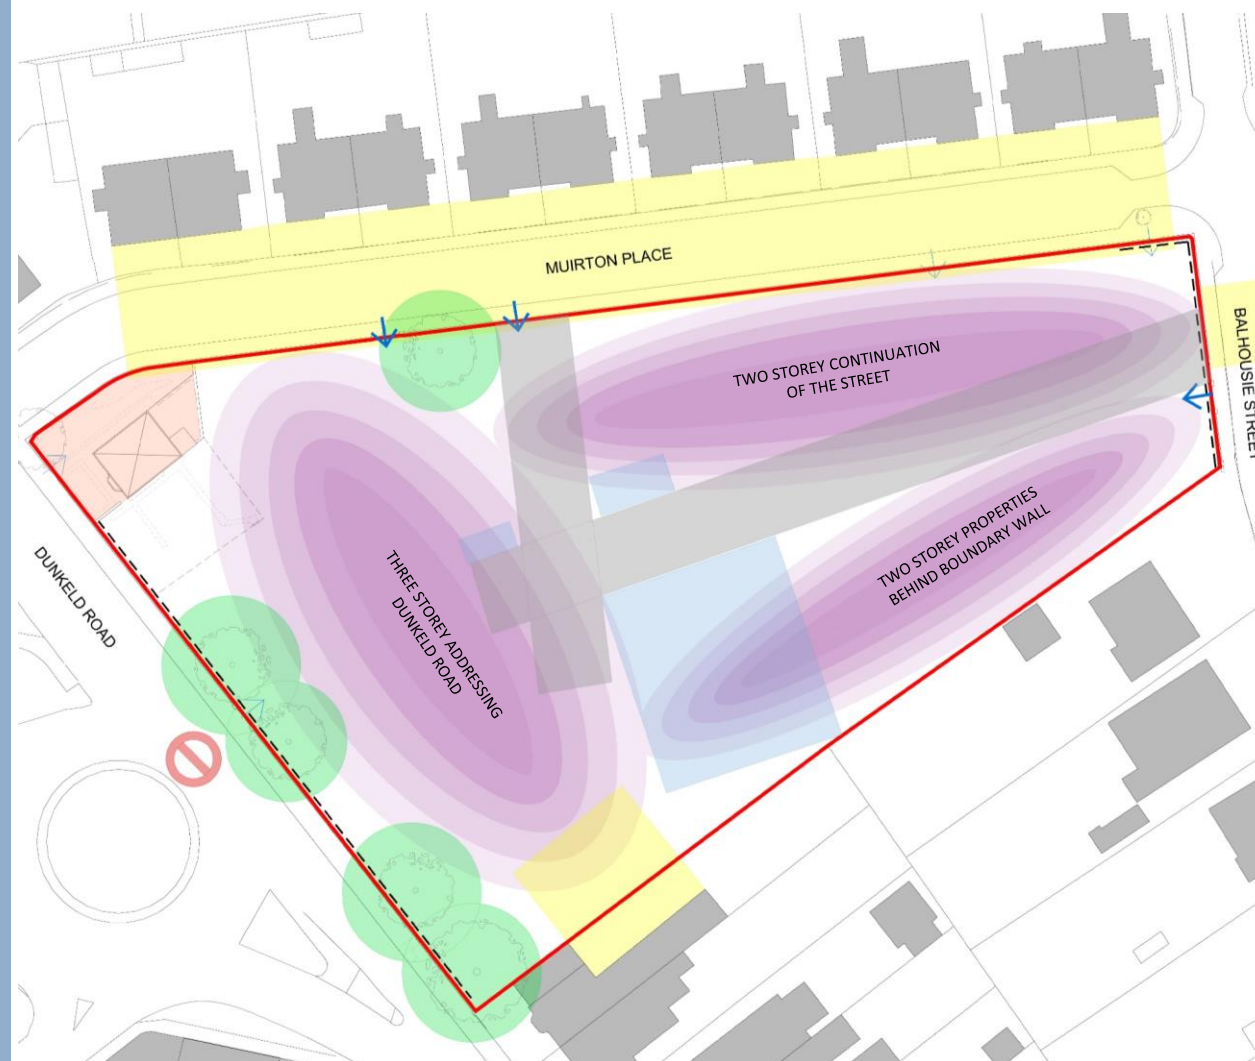 MUIRTON PLACE
BALHOUSIE STREET
TWO STOREY CONTINUATION
OF THE STREET
TWO STOREY PROPERTIES
BEHIND BOUNDARY WALL
THREE STOREY ADDRESSING
DUNKELD ROAD
DUNKELD ROAD